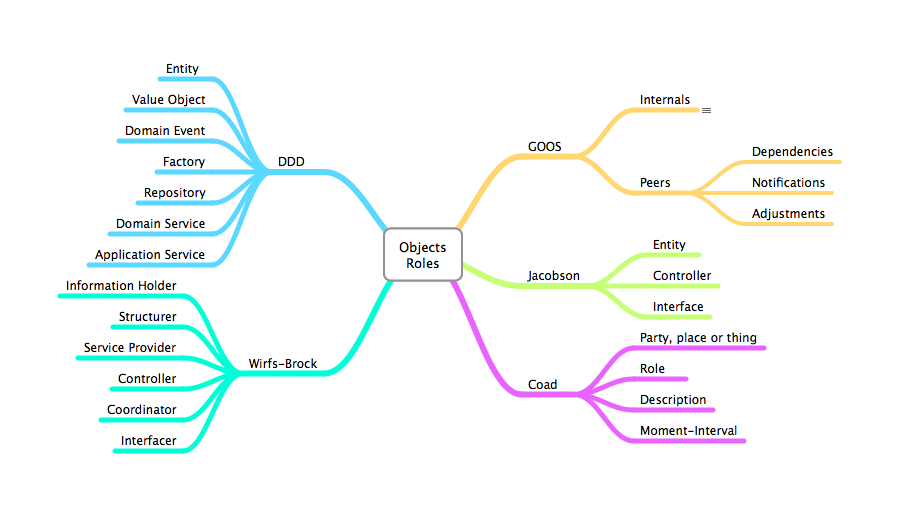 Objects
Roles
DDD
Entity
Value Object
Domain Event
Factory
Repository
Domain Service
Application Service
Wirfs-Brock
Information Holder
Structurer
Service Provider
Controller
Coordinator
Interfacer
GOOS
Internals
Peers
Dependencies
Notifications
Adjustments
Jacobson
Entity
Controller
Interface
Coad
Party, place or thing
Role
Description
Moment-Interval